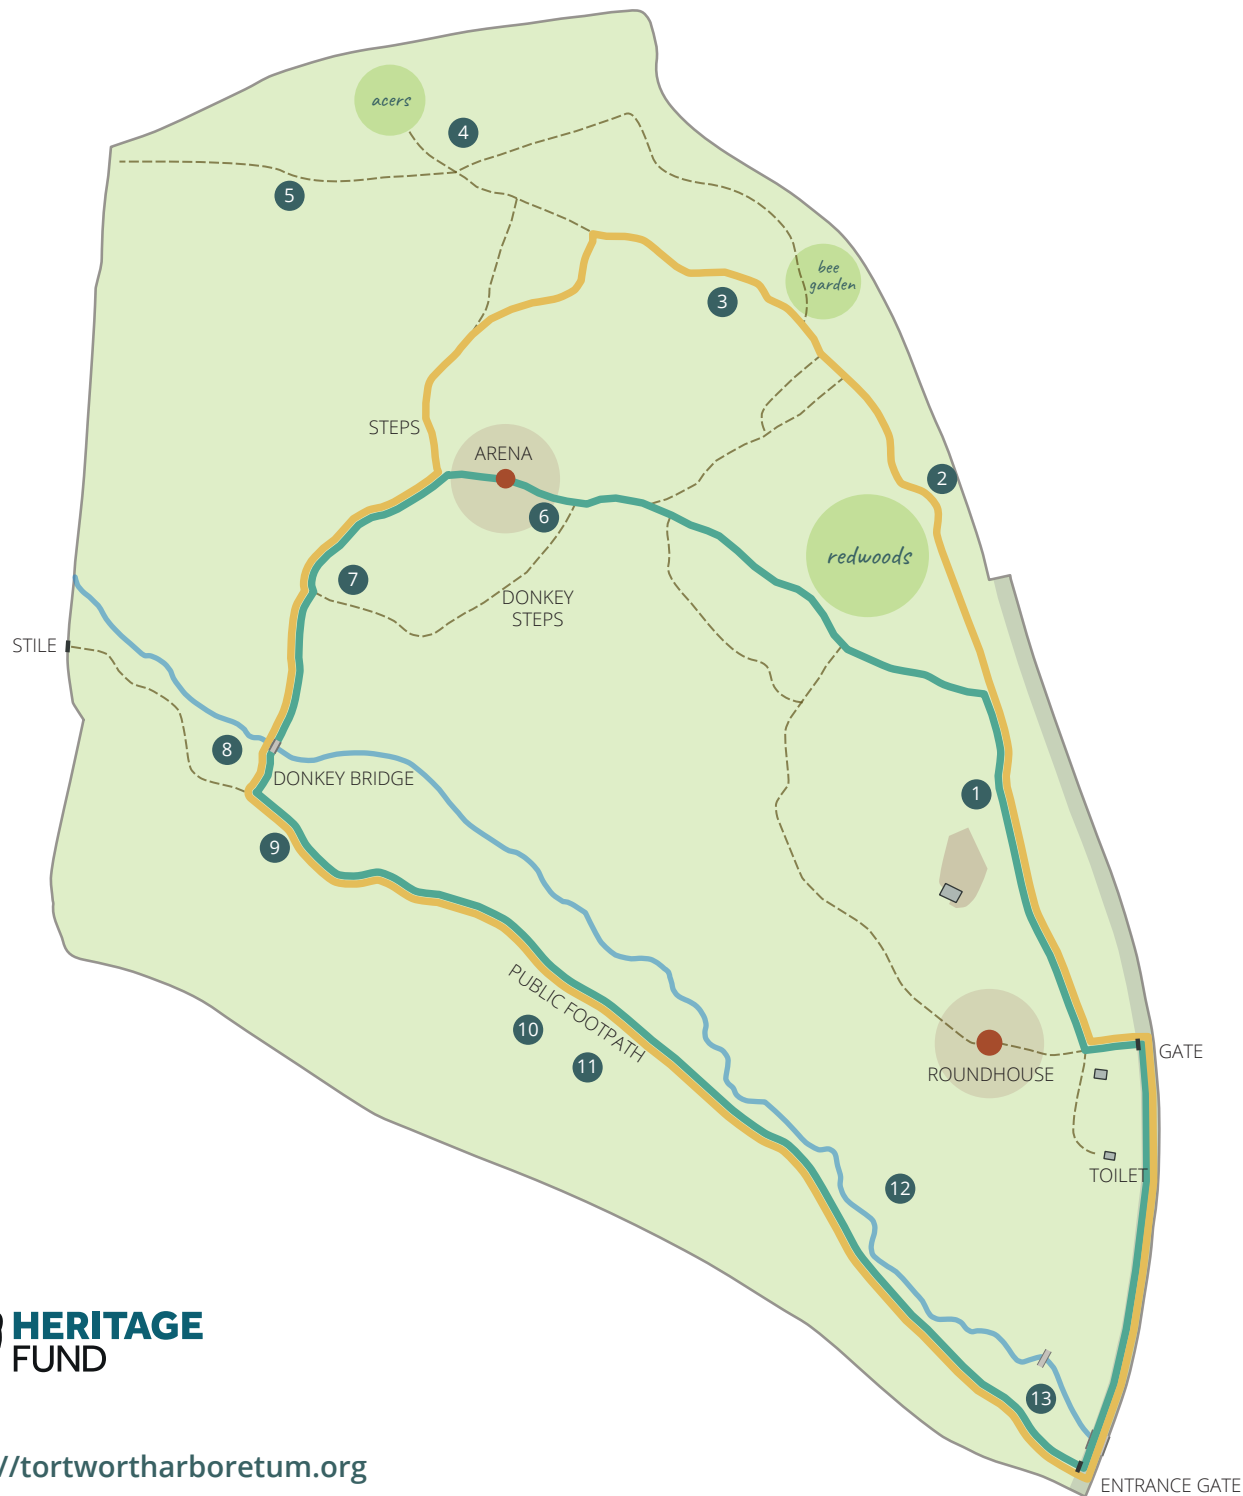 acers
4
5
bee
garden
3
STEPS
ARENA
2
6
redwoods
7
DONKEY
STEPS
STILE
8
DONKEY BRIDGE
1
9
PUBLIC FOOTPATH
10
11
GATE
ROUNDHOUSE
TOILET
12
HERITAGE
FUND
13
//tortwortharboretum.org
ENTRANCE GATE